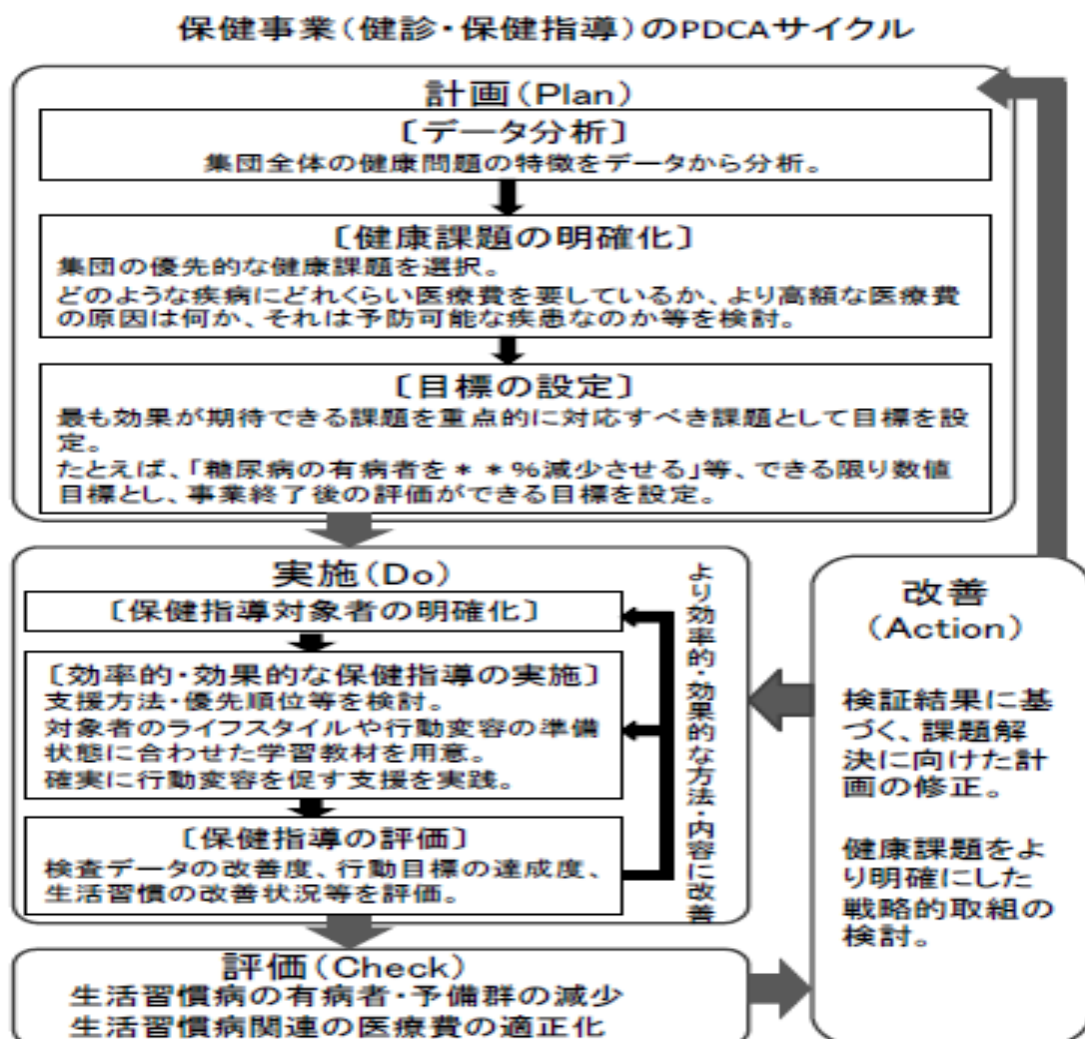 保健事業(健診・保健指導)のPDCAサイクル
計画(Plan)
〔データ分析〕
集団全体の健康問題の特徴をデータから分析。
〔健康課題の明確化〕
集団の優先的な健康課題を選択。
どのような疾病にどれくらい医療費を要しているか、より高額な医療費
の原因は何か、それは予防可能な疾患なのか等を検討。
〔目標の設定〕
最も効果が期待できる課題を重点的に対応すべき課題として目標を設
定。
たとえば、「糖尿病の有病者を**%減少させる」等、できる限り数値
目標とし、事業終了後の評価ができる目標を設定。
実施(Do)
〔保健指導対象者の明確化〕
〔効率的・効果的な保健指導の実施〕
支援方法・優先順位等を検討。
対象者のライフスタイルや行動変容の準備
状態に合わせた学習教材を用意。
確実に行動変容を促す支援を実践。
〔保健指導の評価〕
検査データの改善度、行動目標の達成度、
生活習慣の改善状況等を評価。
より効率的・効果的な方法・内容に改善
評価(Check)
生活習慣病の有病者・予備群の減少
生活習慣病関連の医療費の適正化
改善
(Action)
検証結果に基
づく、課題解
決に向けた計
画の修正。
健康課題をよ
り明確にした
戦略的取組の
検討。